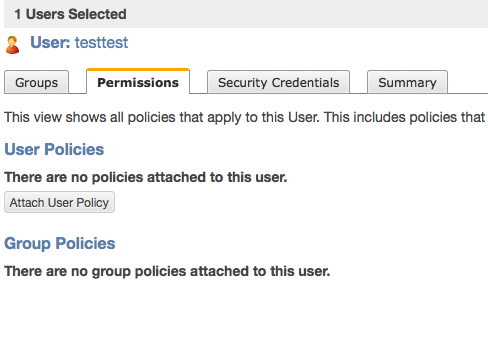 1 Users Selected
User: testtest
Groups Permissions Security Credentials Summary
This view shows all policies that apply to this User. This includes policies that
User Policies
There are no policies attached to this user.
Attach User Policy
Group Policies
There are no group policies attached to this user.